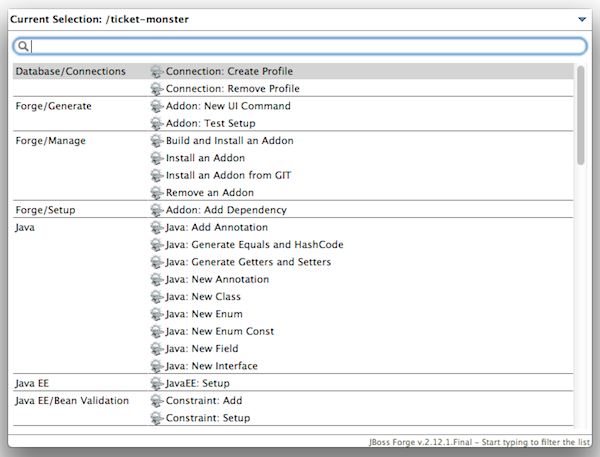 Current Selection: /ticket-monster
Database/Connections Connection: Create Profile
Connection: Remove Profile
Forge/Generate Addon: New UI Command
Addon: Test Setup
Forge/Manage Build and Install an Addon
Install an Addon
Install an Addon from GIT
Remove an Addon
Forge/Setup Addon: Add Dependency
Java Java: Add Annotation
Java: Generate Equals and HashCode
Java: Generate Getters and Setters
Java: New Annotation
Java: New Class
Java: New Enum
Java: New Enum Const
Java: New Field
Java: New Interface
Java EE JavaEE: Setup
Java EE/Bean Validation Constraint: Add
Constraint: Setup
JBoss Forge v.2.12.1.Final - Start typing to filter the list